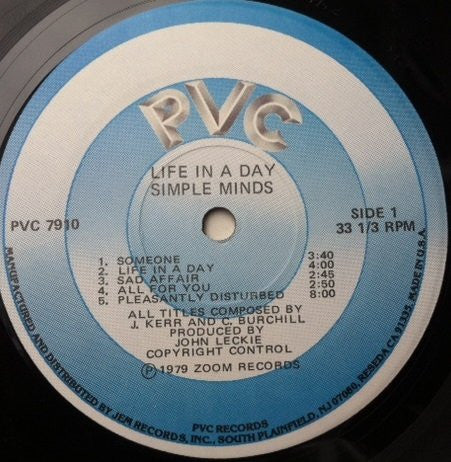 PVC
LIFE IN A DAY
SIMPLE MINDS
PVC 7910
SIDE 1
33 1/3 RPM
1. SOMEONE 3:40
2. LIFE IN A DAY 4:00
3. SAD AFFAIR 2:45
4. ALL FOR YOU 2:50
5. PLEASANTLY DISTURBED 8:00
ALL TITLES COMPOSED BY
J. KERR AND C. BURCHILL
PRODUCED BY
JOHN LECKIE
COPYRIGHT CONTROL
Ⓟ 1979 ZOOM RECORDS
PVC RECORDS
MANUFACTURED AND DISTRIBUTED BY JEM RECORDS, INC., SOUTH PLAINFIELD, NJ 07080, RESEDA CA 91335. MADE IN U.S.A.